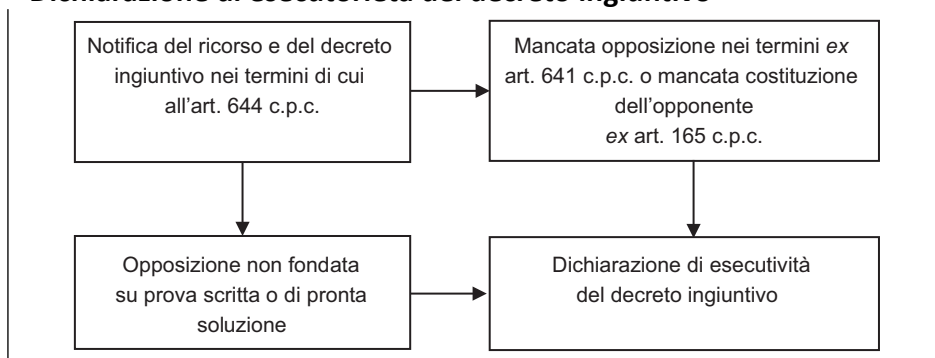 Dichiarazione di esecutorietà del decreto ingiuntivo
Notifica del ricorso e del decreto
ingiuntivo nei termini di cui
all'art. 644 c.p.c.
Mancata opposizione nei termini ex
art. 641 c.p.c. o mancata costituzione
dell'opponente
ex art. 165 c.p.c.
Opposizione non fondata
su prova scritta o di pronta
soluzione
Dichiarazione di esecutività
del decreto ingiuntivo